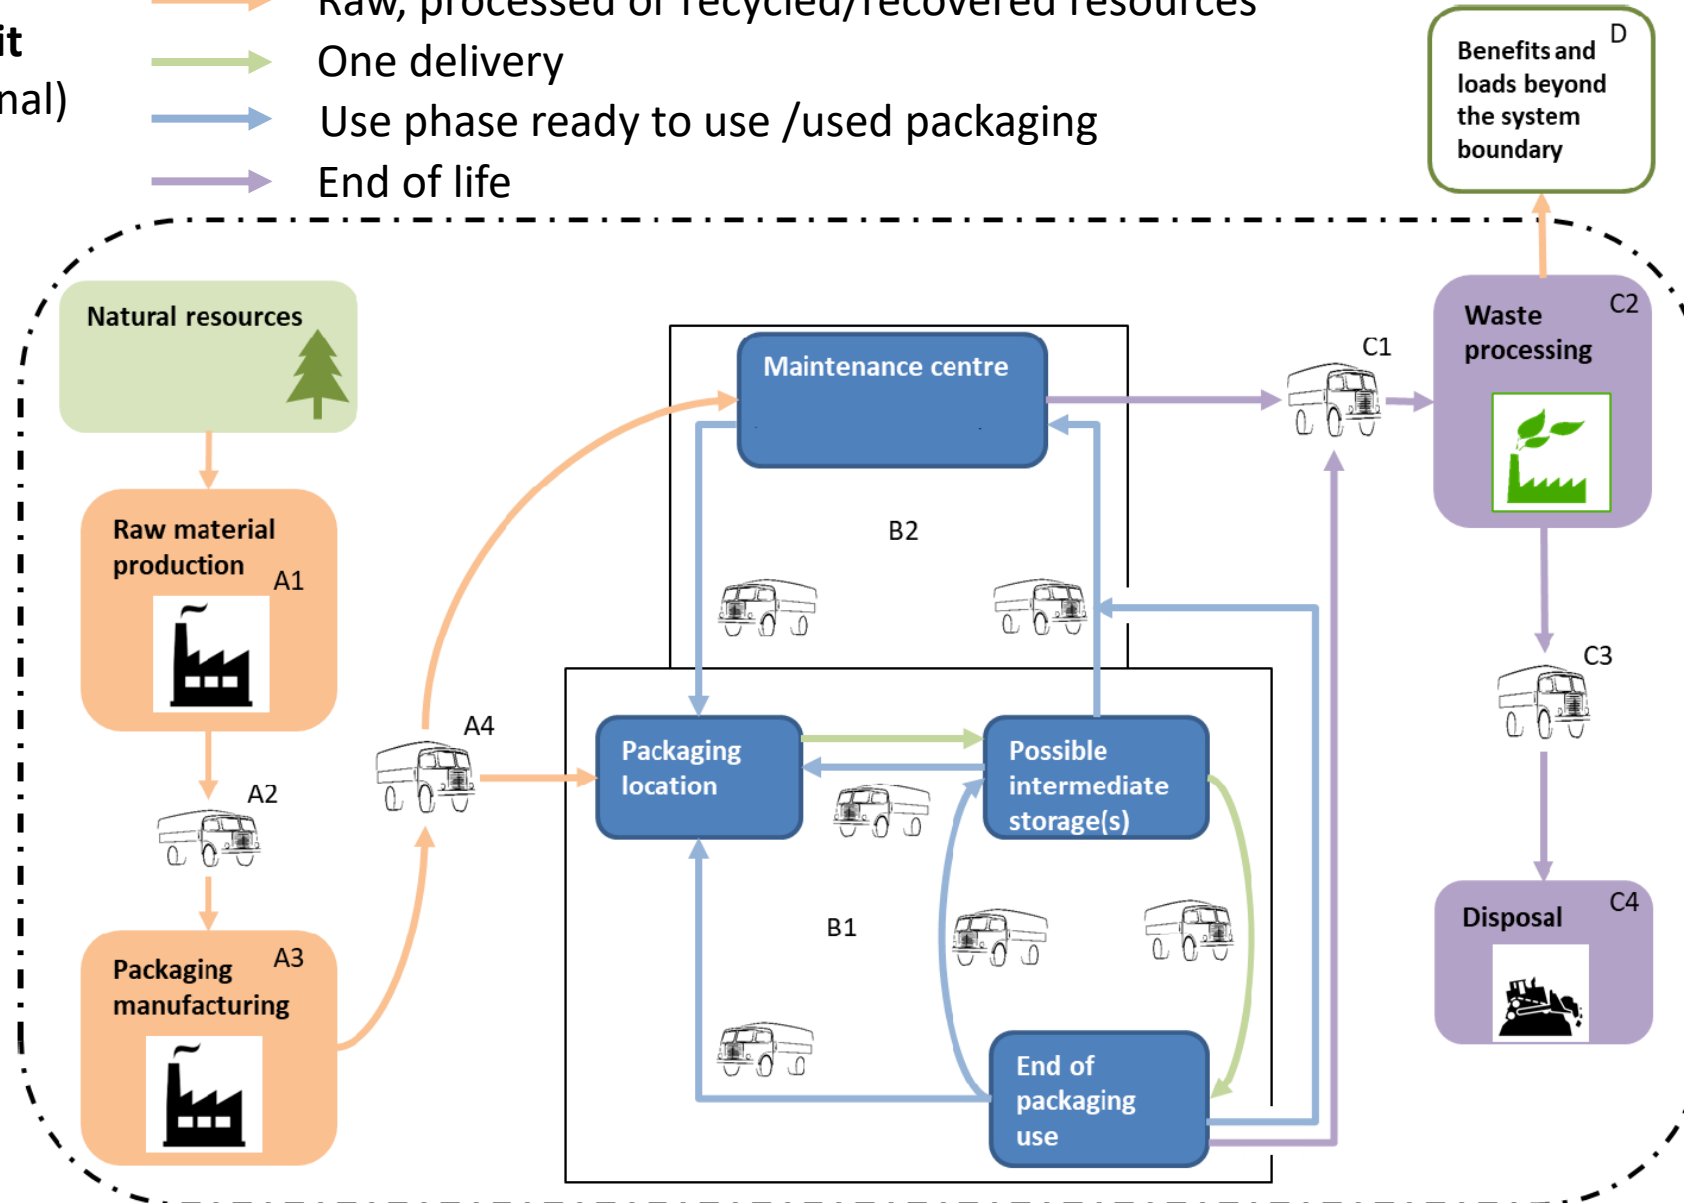 Raw, processed or recycled/recovered resources
it
One delivery
nal)
Use phase ready to use /used packaging
End of life
D
Benefits and
loads beyond
the system
boundary
Natural resources
Raw material
production
A1
A2
A3
Packaging
manufacturing
A4
Maintenance centre
B2
Packaging
location
Possible
intermediate
storage(s)
B1
End of
packaging
use
C1
C2
Waste
processing
C3
C4
Disposal